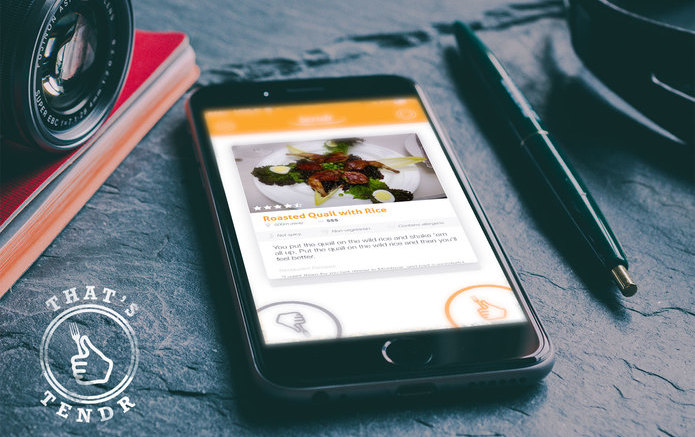 SUPER EBC
Roasted Quail with Rice
$$$
Not spicy Non-vegetarian Contains allergens
You put the quail on the wild rice and shake 'em
all up. Put the quail on the wild rice and then you'll
feel better.
THAT'S
TENDR